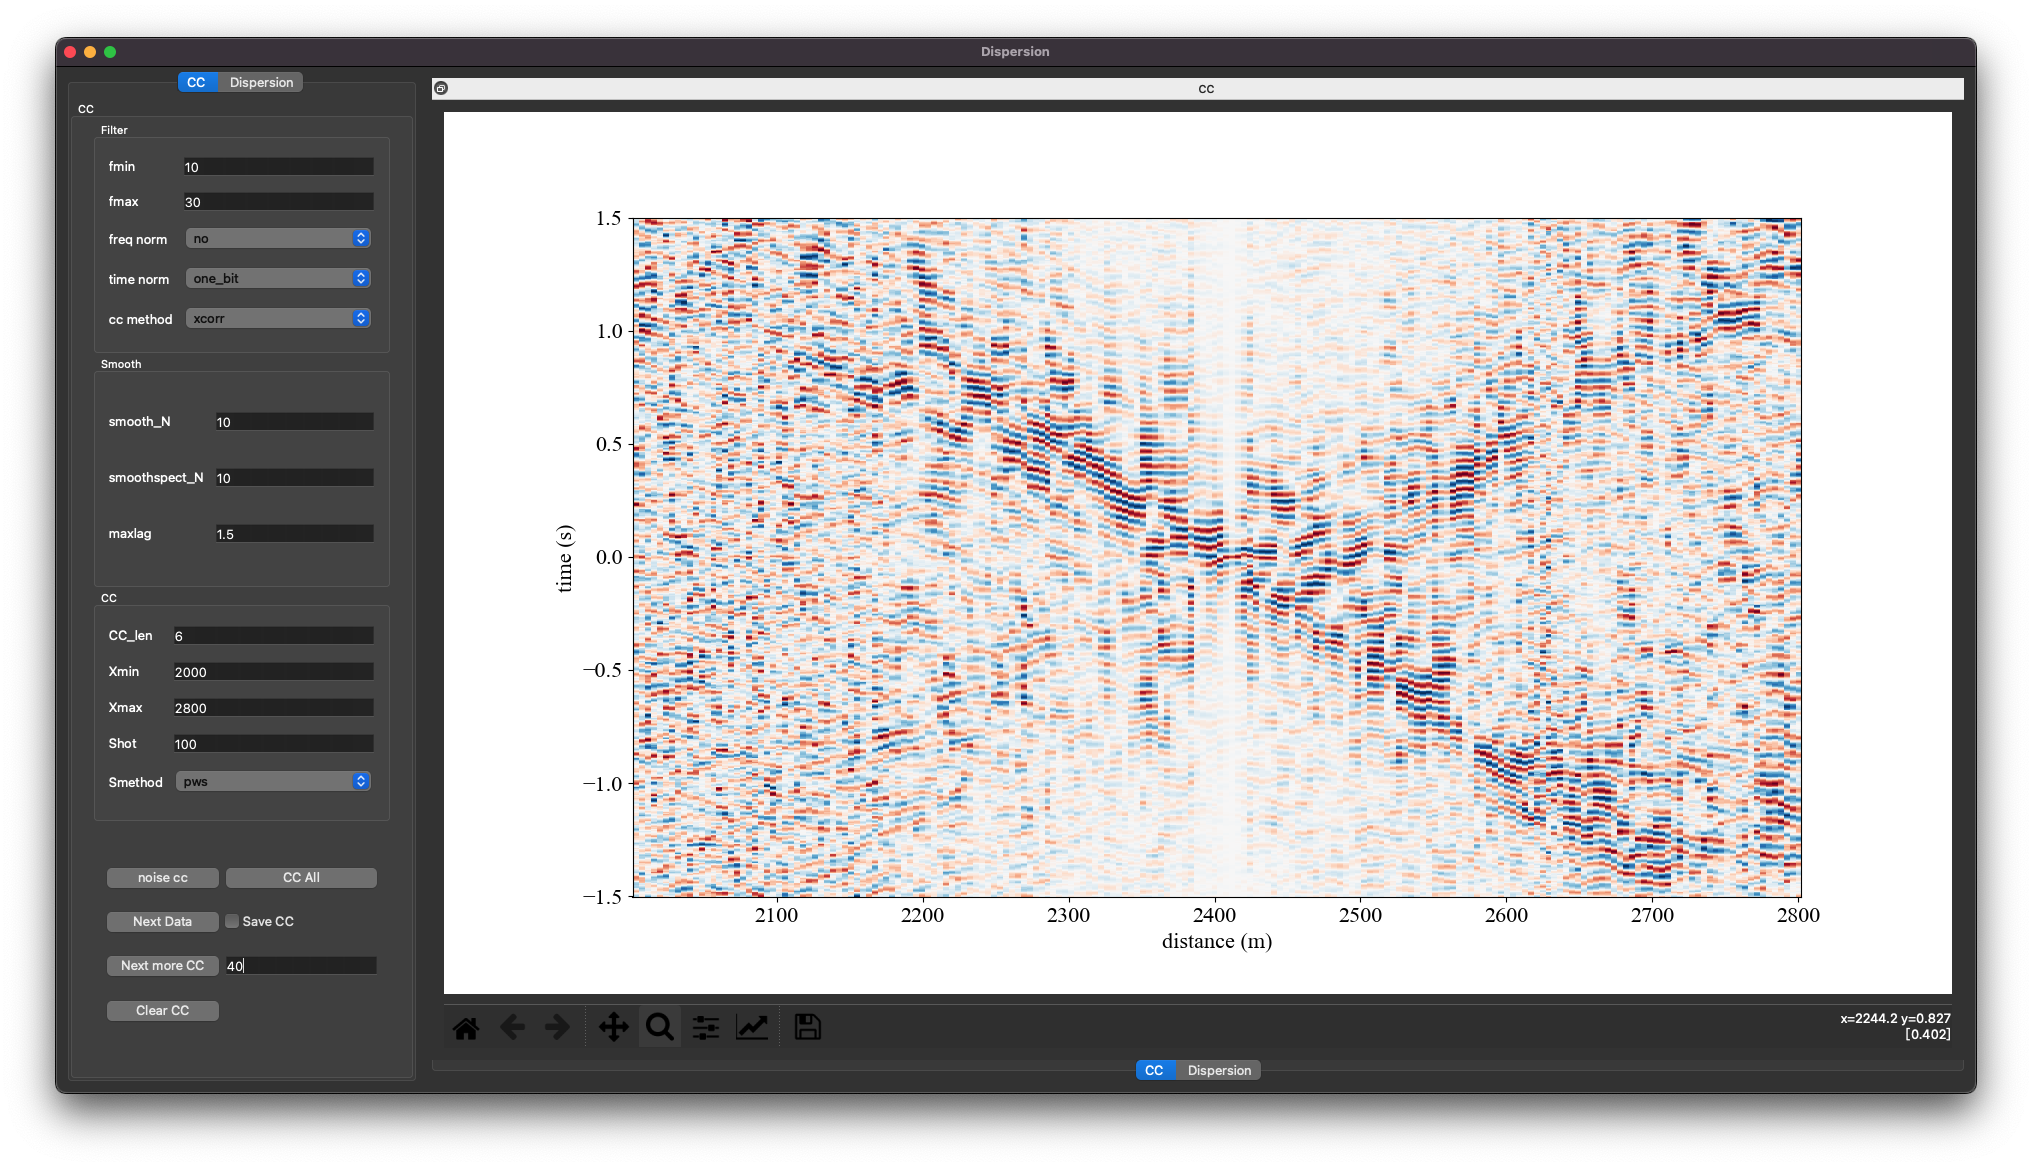 Dispersion
CC Dispersion
CC
Filter
fmin 10
fmax 30
freq norm no
time norm one_bit
cc method xcorr
Smooth
smooth_N 10
smoothspect_N 10
maxlag 1.5
CC
CC_len 6
Xmin 2000
Xmax 2800
Shot 100
Smethod pws
noise cc CC All
Next Data Save CC
Next more CC 40
Clear CC
cc
1.5
1.0
0.5
0.0
−0.5
−1.0
−1.5
time (s)
2100 2200 2300 2400 2500 2600 2700 2800
distance (m)
x=2244.2 y=0.827
[0.402]
CC Dispersion